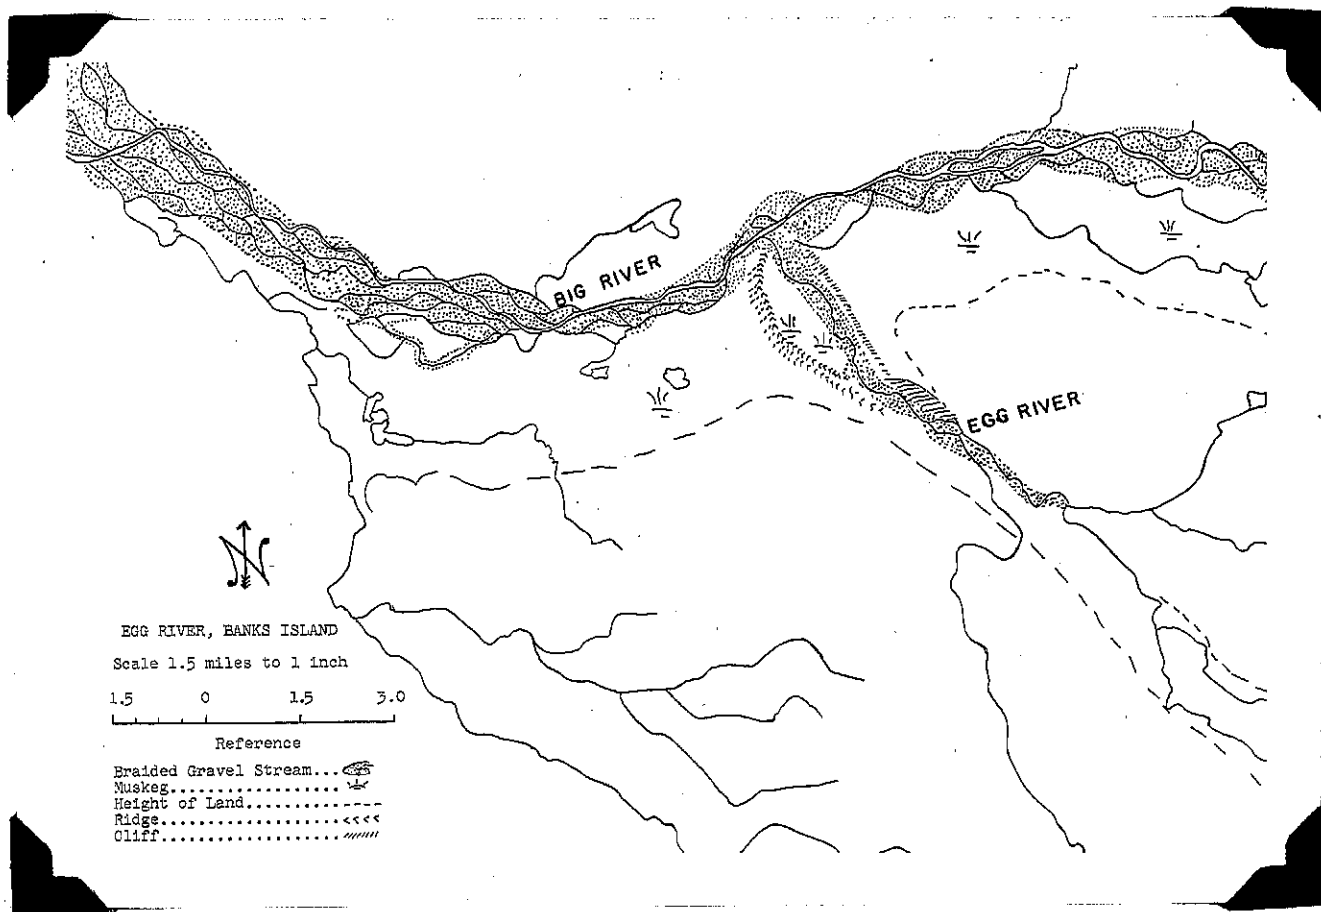 BIG RIVER
EGG RIVER
N
EGG RIVER, BANKS ISLAND
Scale 1.5 miles to 1 inch
1.5 0 1.5 3.0
Reference
Braided Gravel Stream...
Muskeg.................
Height of Land.........
Ridge..................
Cliff..................